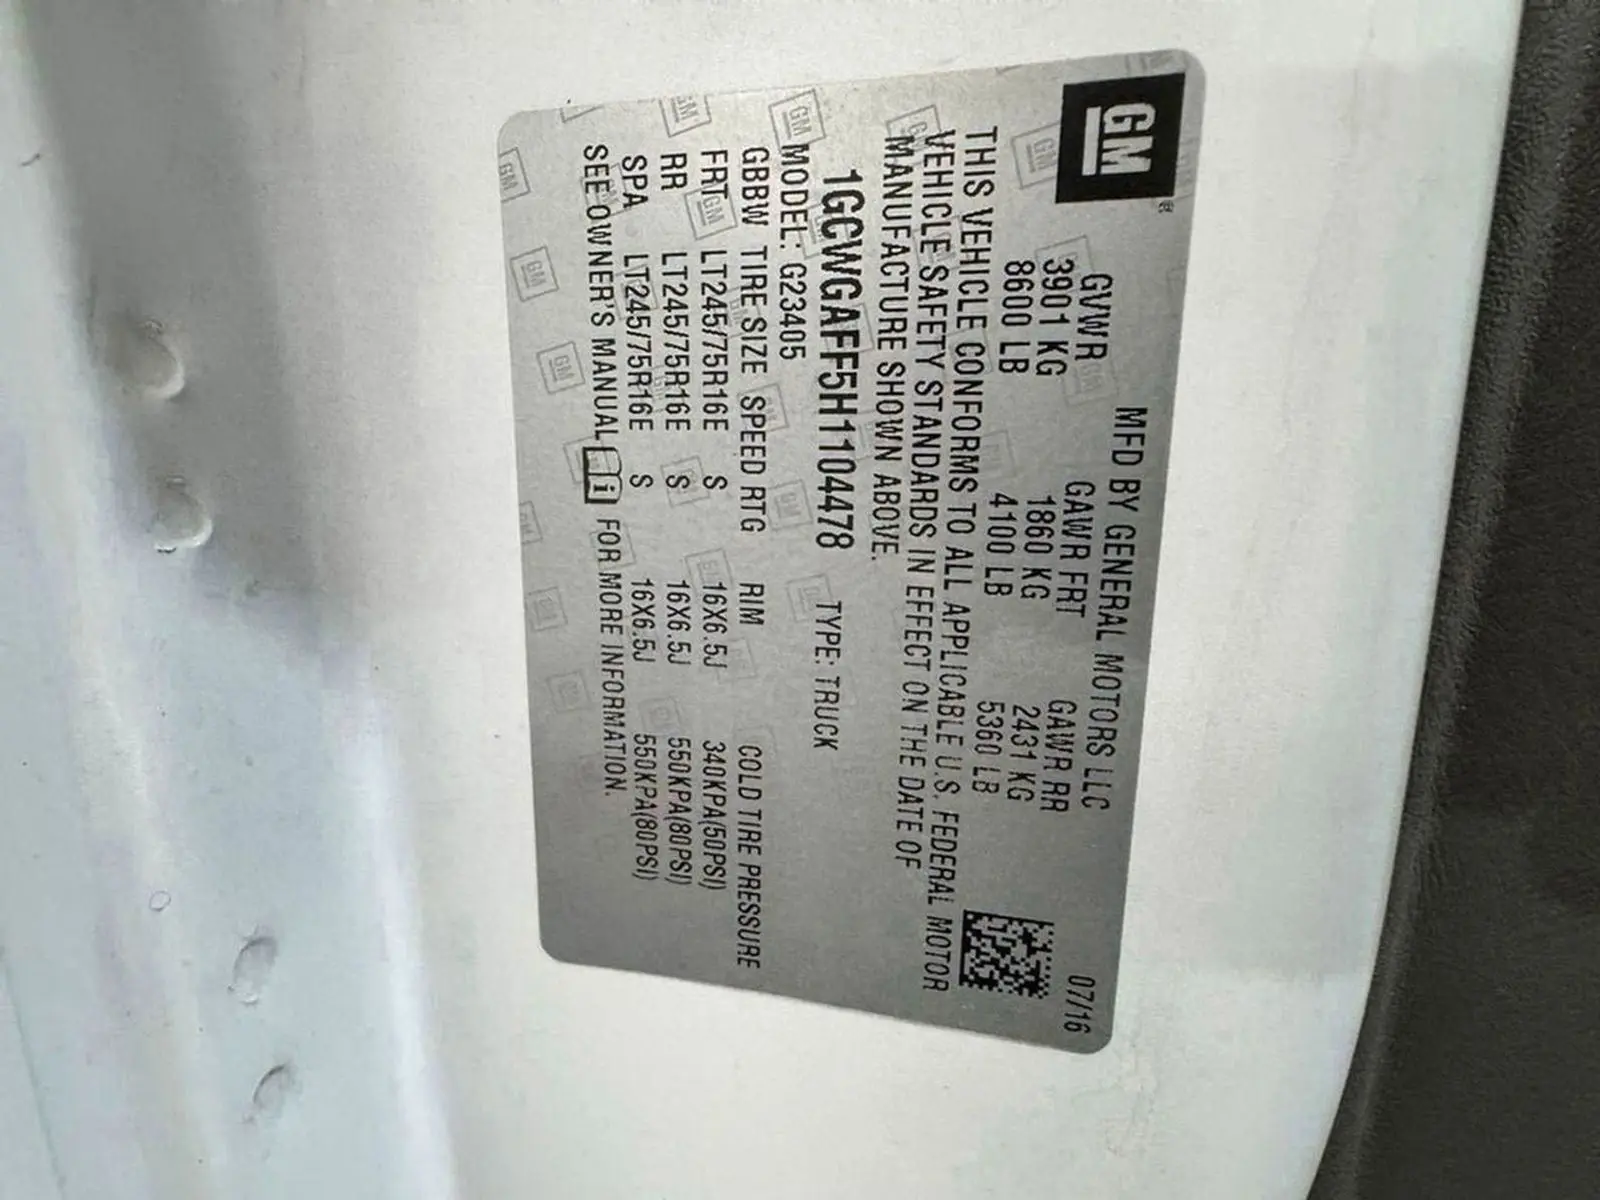 GM
MFD BY GENERAL MOTORS LLC 07/16
GVWR GAWR FRT GAWR RR
3901 KG 1860 KG 2431 KG
8600 LB 4100 LB 5360 LB
THIS VEHICLE CONFORMS TO ALL APPLICABLE U.S. FEDERAL MOTOR
VEHICLE SAFETY STANDARDS IN EFFECT ON THE DATE OF
MANUFACTURE SHOWN ABOVE.
1GCWGAFF5H1104478 TYPE: TRUCK
MODEL: G23405
GBBW TIRE SIZE SPEED RTG RIM COLD TIRE PRESSURE
FRT LT245/75R16E S 16X6.5J 340KPA(50PSI)
RR LT245/75R16E S 16X6.5J 550KPA(80PSI)
SPA LT245/75R16E S 16X6.5J 550KPA(80PSI)
SEE OWNER'S MANUAL i FOR MORE INFORMATION.